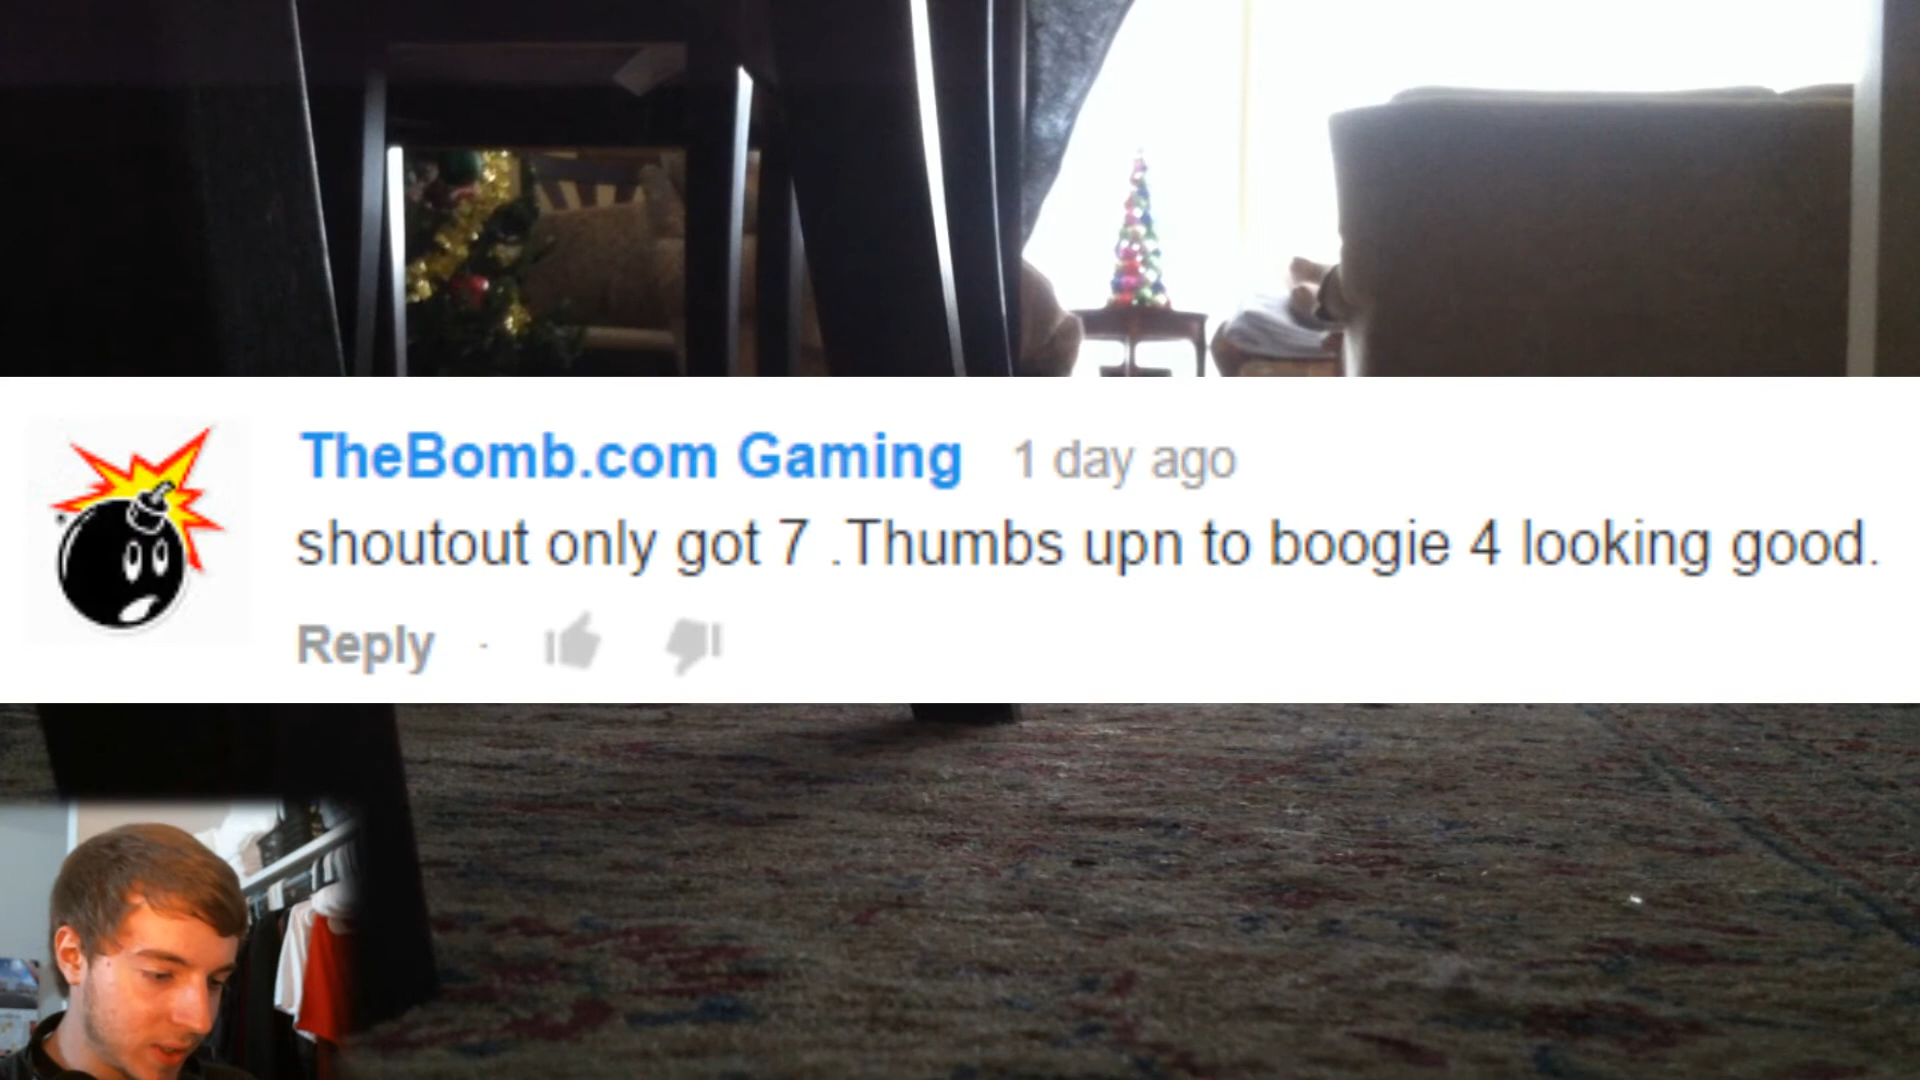 TheBomb.com Gaming 1 day ago
shoutout only got 7 .Thumbs upn to boogie 4 looking good.
Reply ·